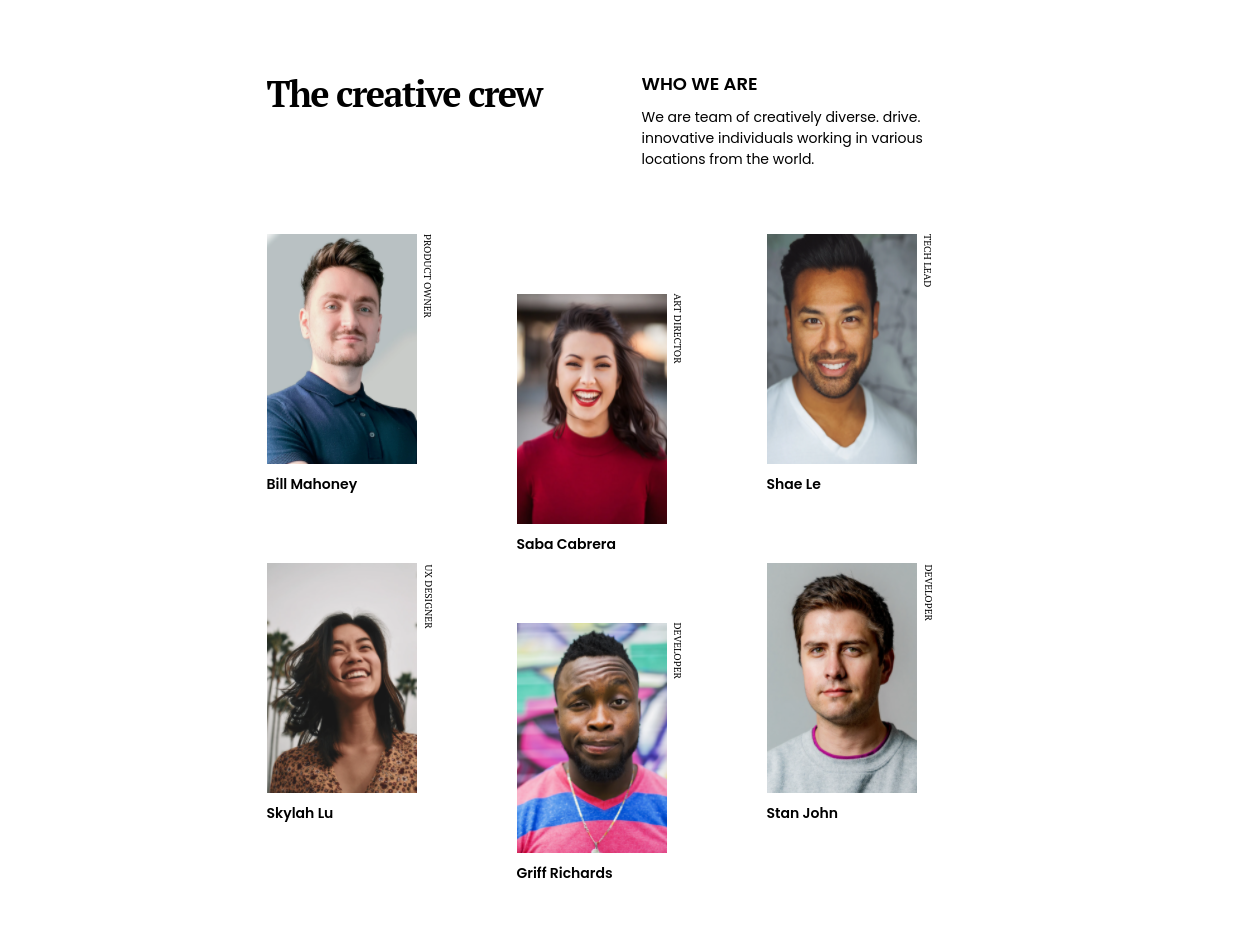 The creative crew
WHO WE ARE
We are team of creatively diverse. drive.
innovative individuals working in various
locations from the world.
PRODUCT OWNER
Bill Mahoney
ART DIRECTOR
Saba Cabrera
TECH LEAD
Shae Le
UX DESIGNER
Skylah Lu
DEVELOPER
Griff Richards
DEVELOPER
Stan John